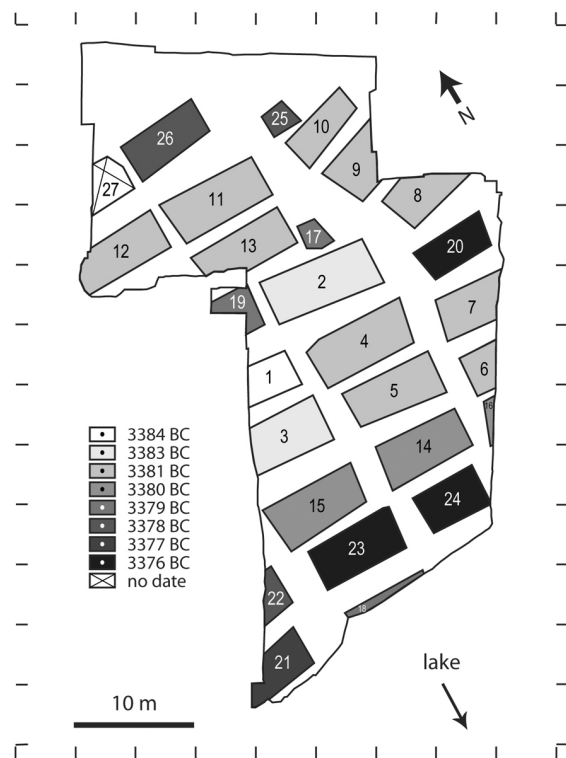 N
25
10
26
9
27
8
11
12
13
17
20
2
19
7
4
1
6
5
16
3
14
3384 BC
3383 BC
3381 BC
3380 BC
3379 BC
3378 BC
3377 BC
3376 BC
no date
15
24
23
22
18
21
lake
10 m